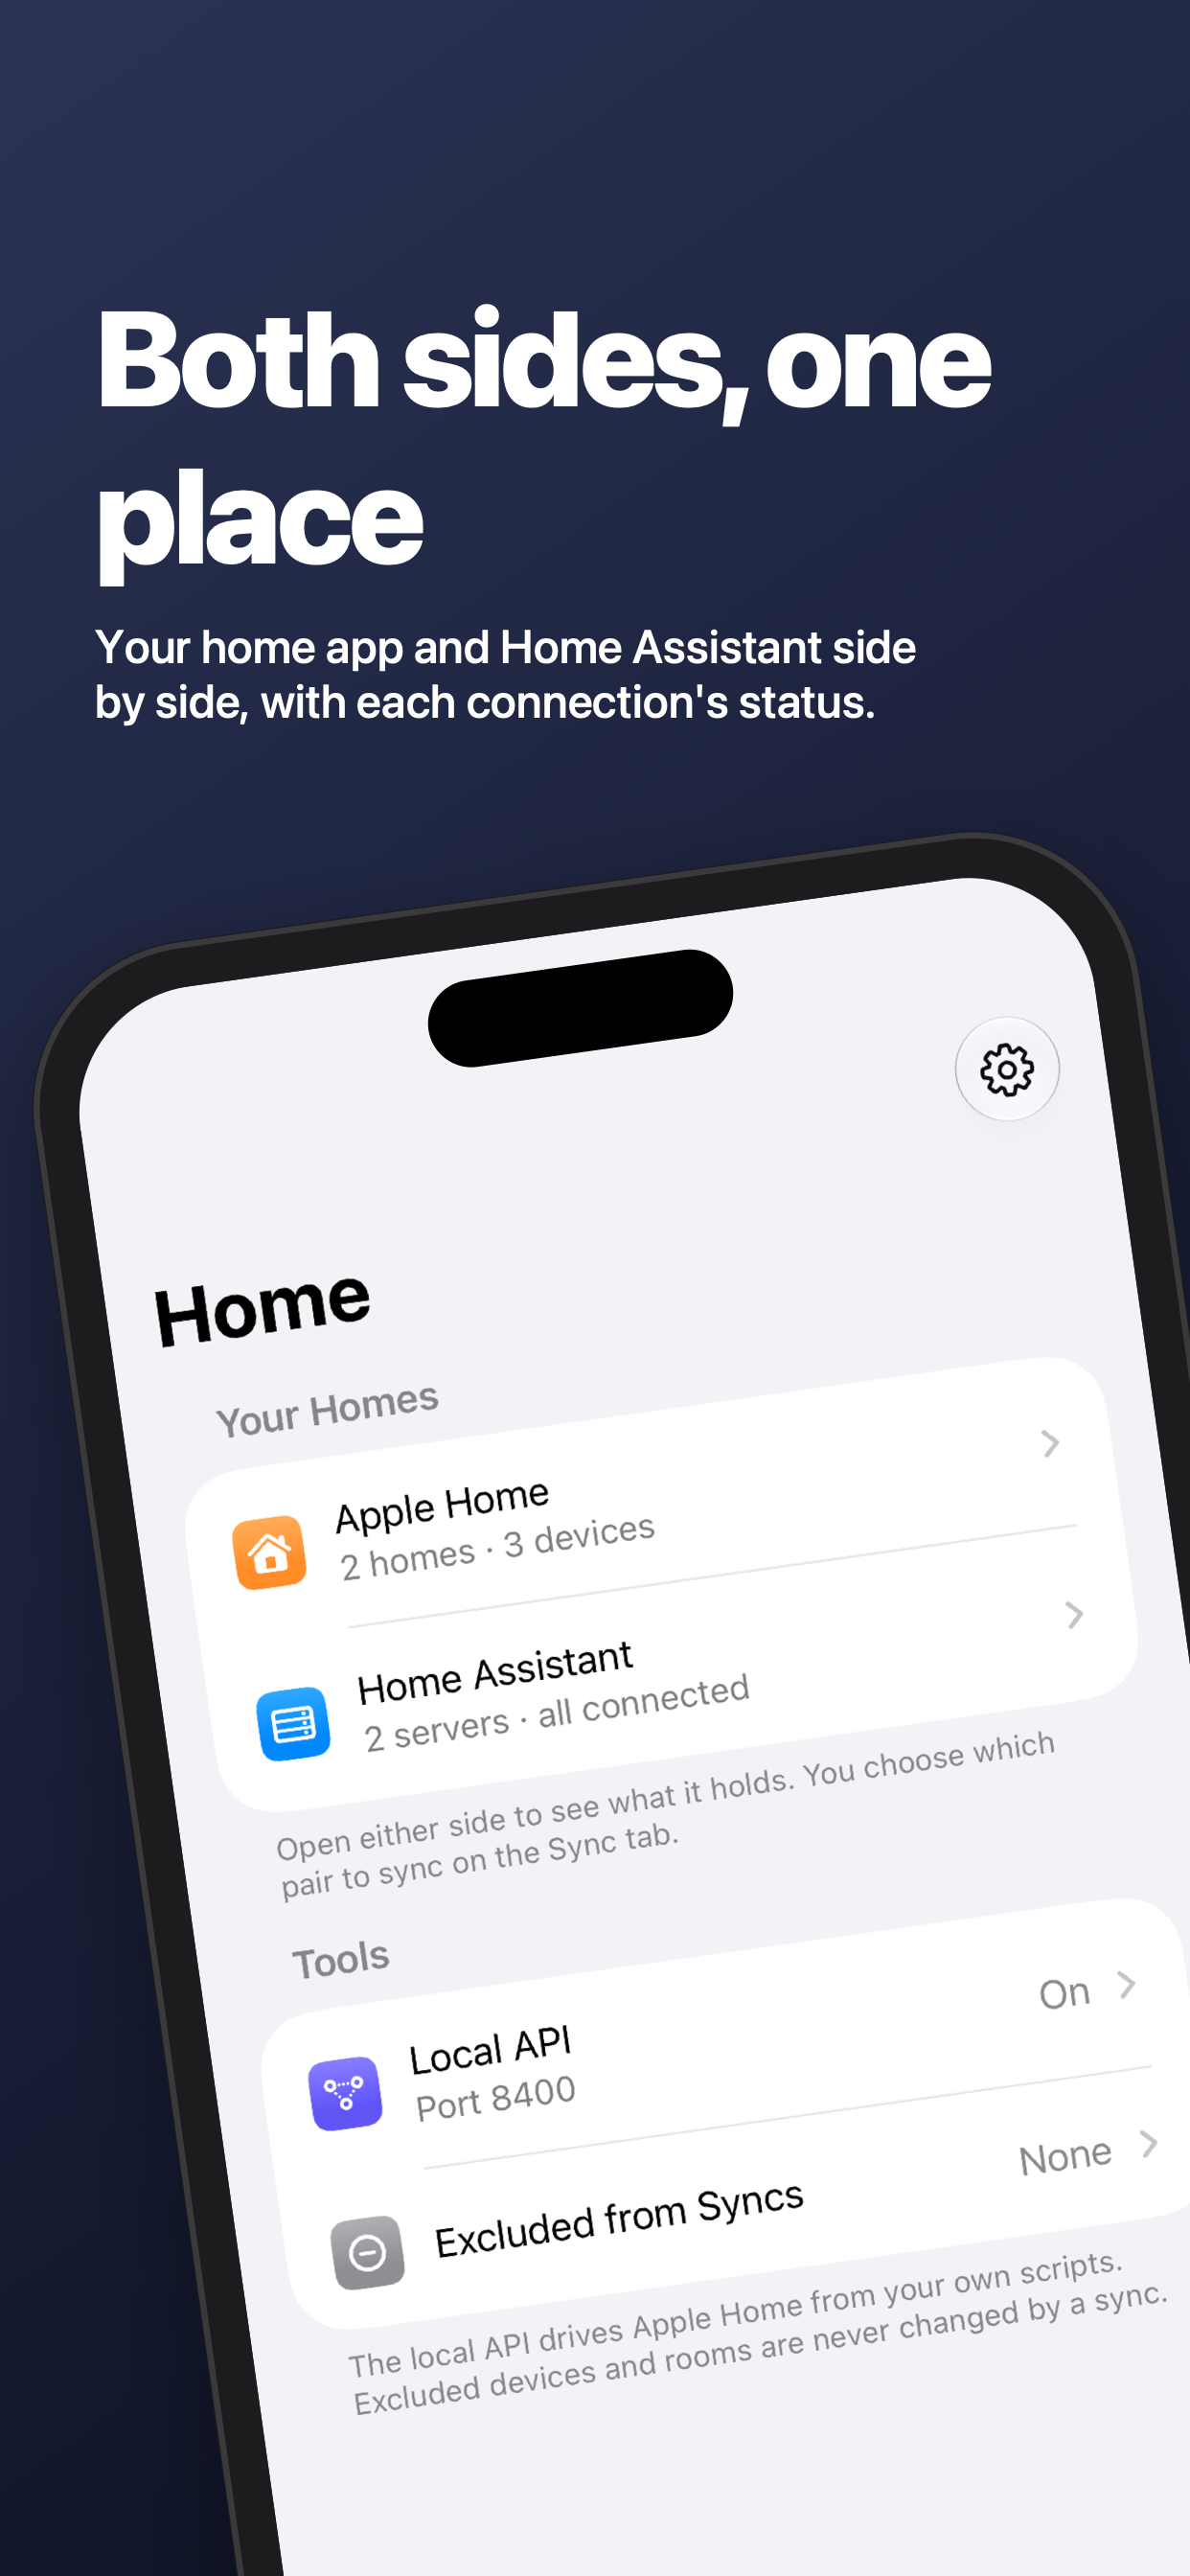 Both sides, one
place
Your home app and Home Assistant side
by side, with each connection's status.
Home
Your Homes
Apple Home
2 homes · 3 devices
Home Assistant
2 servers · all connected
Open either side to see what it holds. You choose which
pair to sync on the Sync tab.
Tools
Local API
Port 8400
On
Excluded from Syncs
None
The local API drives Apple Home from your own scripts.
Excluded devices and rooms are never changed by a sync.